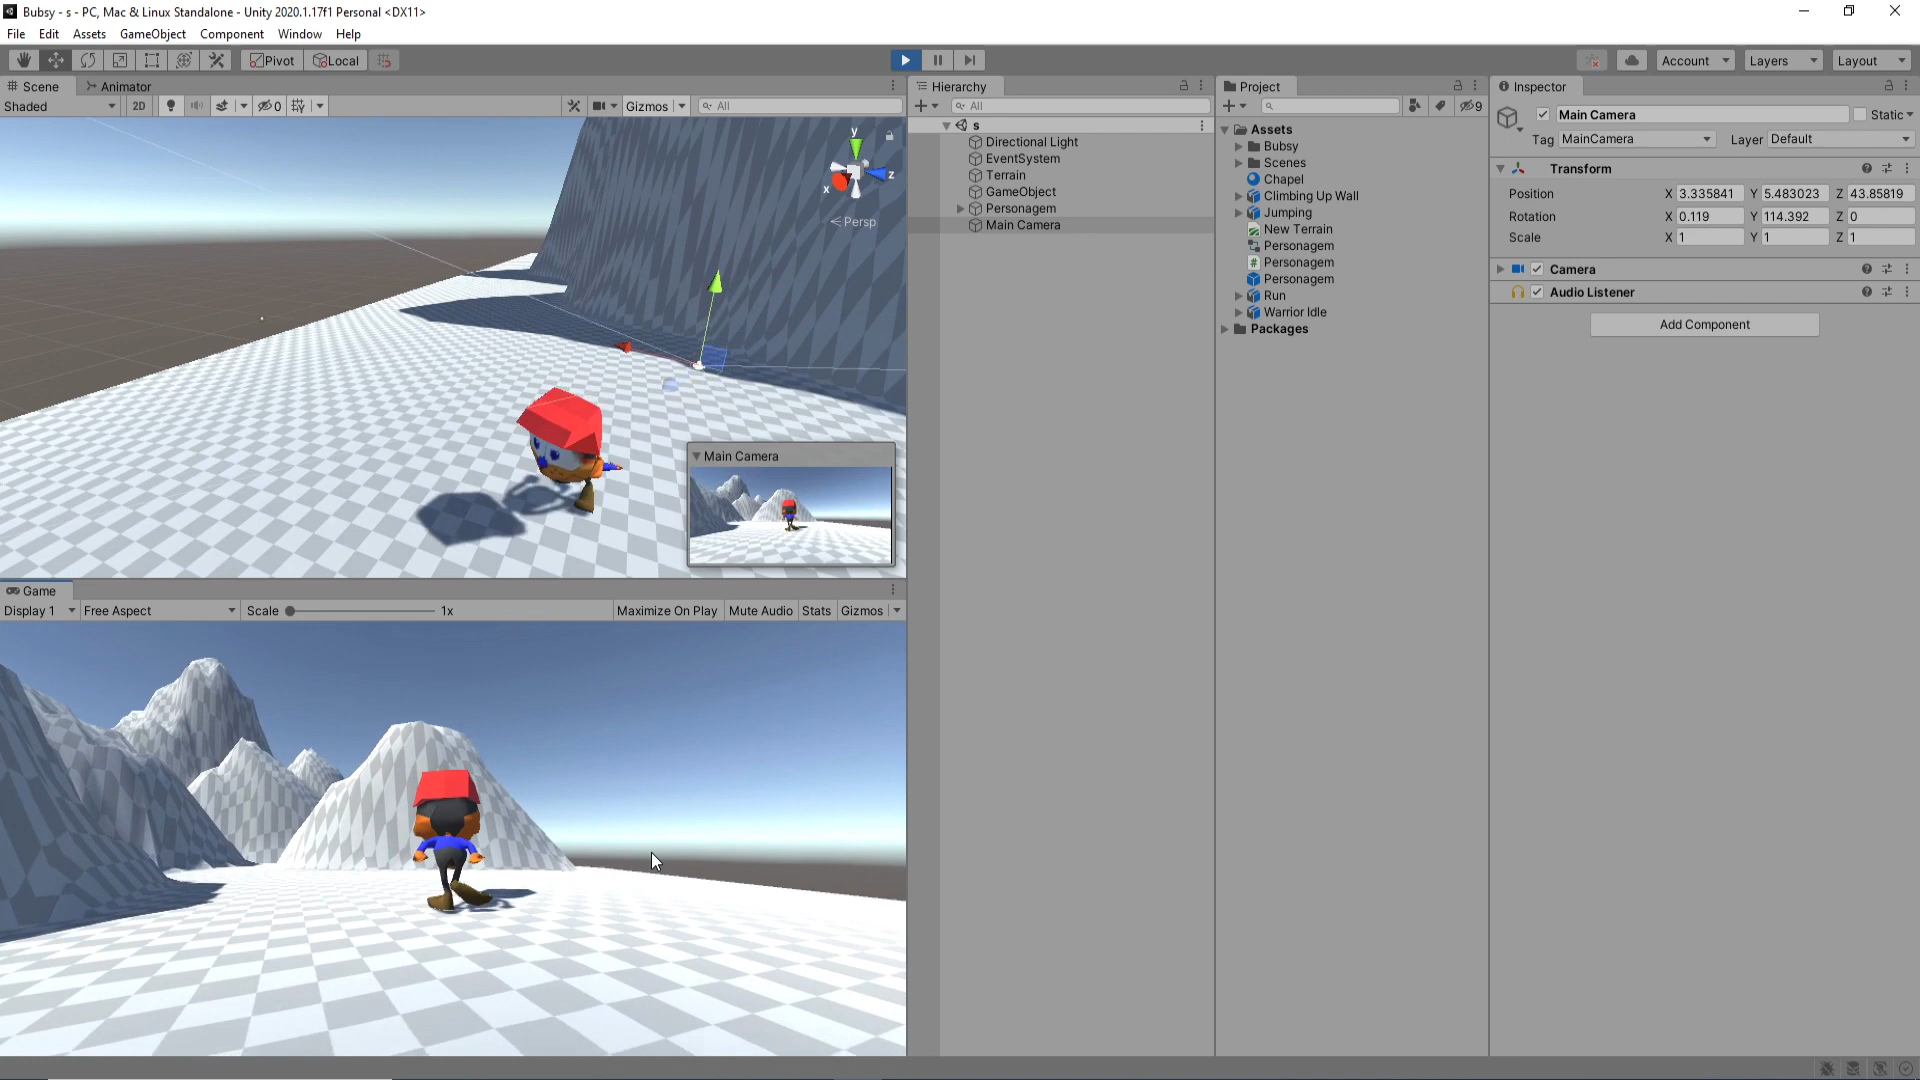 Bubsy - s - PC, Mac & Linux Standalone - Unity 2020.1.17f1 Personal <DX11>
File Edit Assets GameObject Component Window Help
Pivot Local Account Layers Layout
Scene Animator
Shaded 2D 0 Gizmos All
y
z
x
Persp
Main Camera
Game
Display 1 Free Aspect Scale 1x Maximize On Play Mute Audio Stats Gizmos
Hierarchy
All
s
Directional Light
EventSystem
Terrain
GameObject
Personagem
Main Camera
Project
9
Assets
Bubsy
Scenes
Chapel
Climbing Up Wall
Jumping
New Terrain
Personagem
Personagem
Personagem
Run
Warrior Idle
Packages
Inspector
Main Camera Static
Tag MainCamera Layer Default
Transform
Position X 3.335841 Y 5.483023 Z 43.85819
Rotation X 0.119 Y 114.392 Z 0
Scale X 1 Y 1 Z 1
Camera
Audio Listener
Add Component